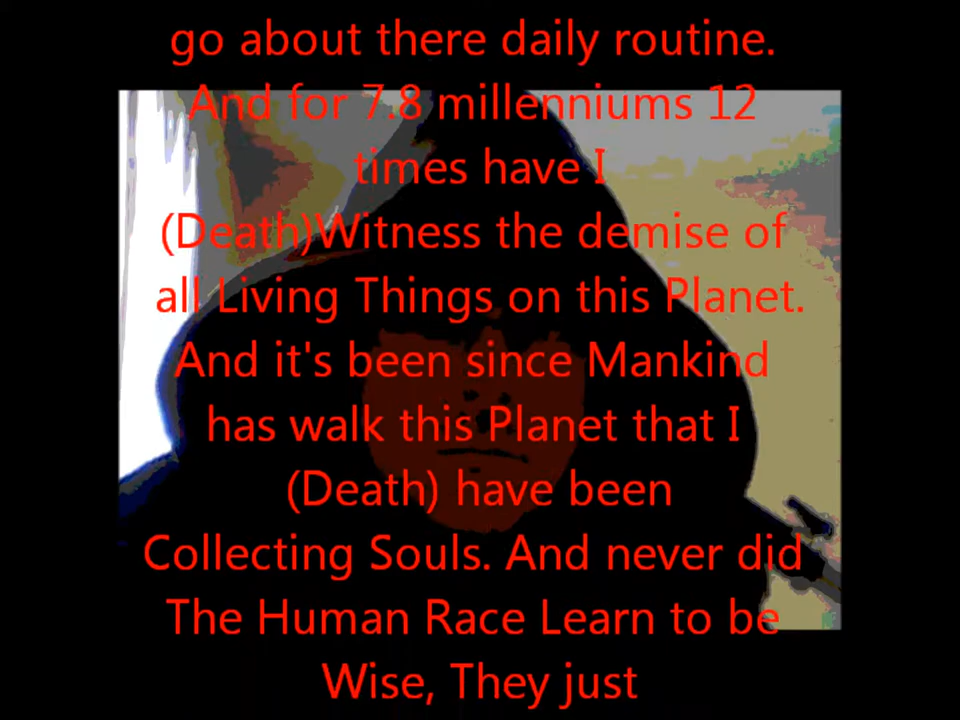 go about there daily routine.
And for 7.8 millenniums 12
times have I
(Death)Witness the demise of
all Living Things on this Planet.
And it's been since Mankind
has walk this Planet that I
(Death) have been
Collecting Souls. And never did
The Human Race Learn to be
Wise, They just